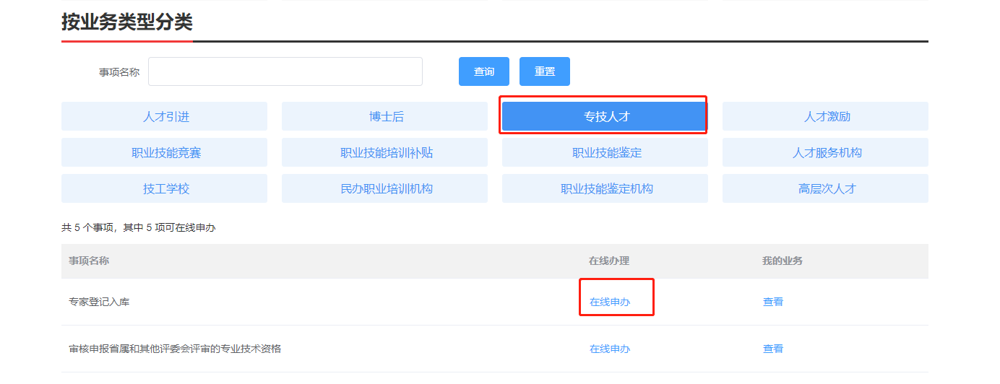 按业务类型分类
事项名称 查询 重置
人才引进 博士后 专技人才 人才激励
职业技能竞赛 职业技能培训补贴 职业技能鉴定 人才服务机构
技工学校 民办职业培训机构 职业技能鉴定机构 高层次人才
共 5 个事项，其中 5 项可在线申办
事项名称 在线办理 我的业务
专家登记入库 在线申办 查看
审核申报省属和其他评委会评审的专业技术资格 在线申办 查看